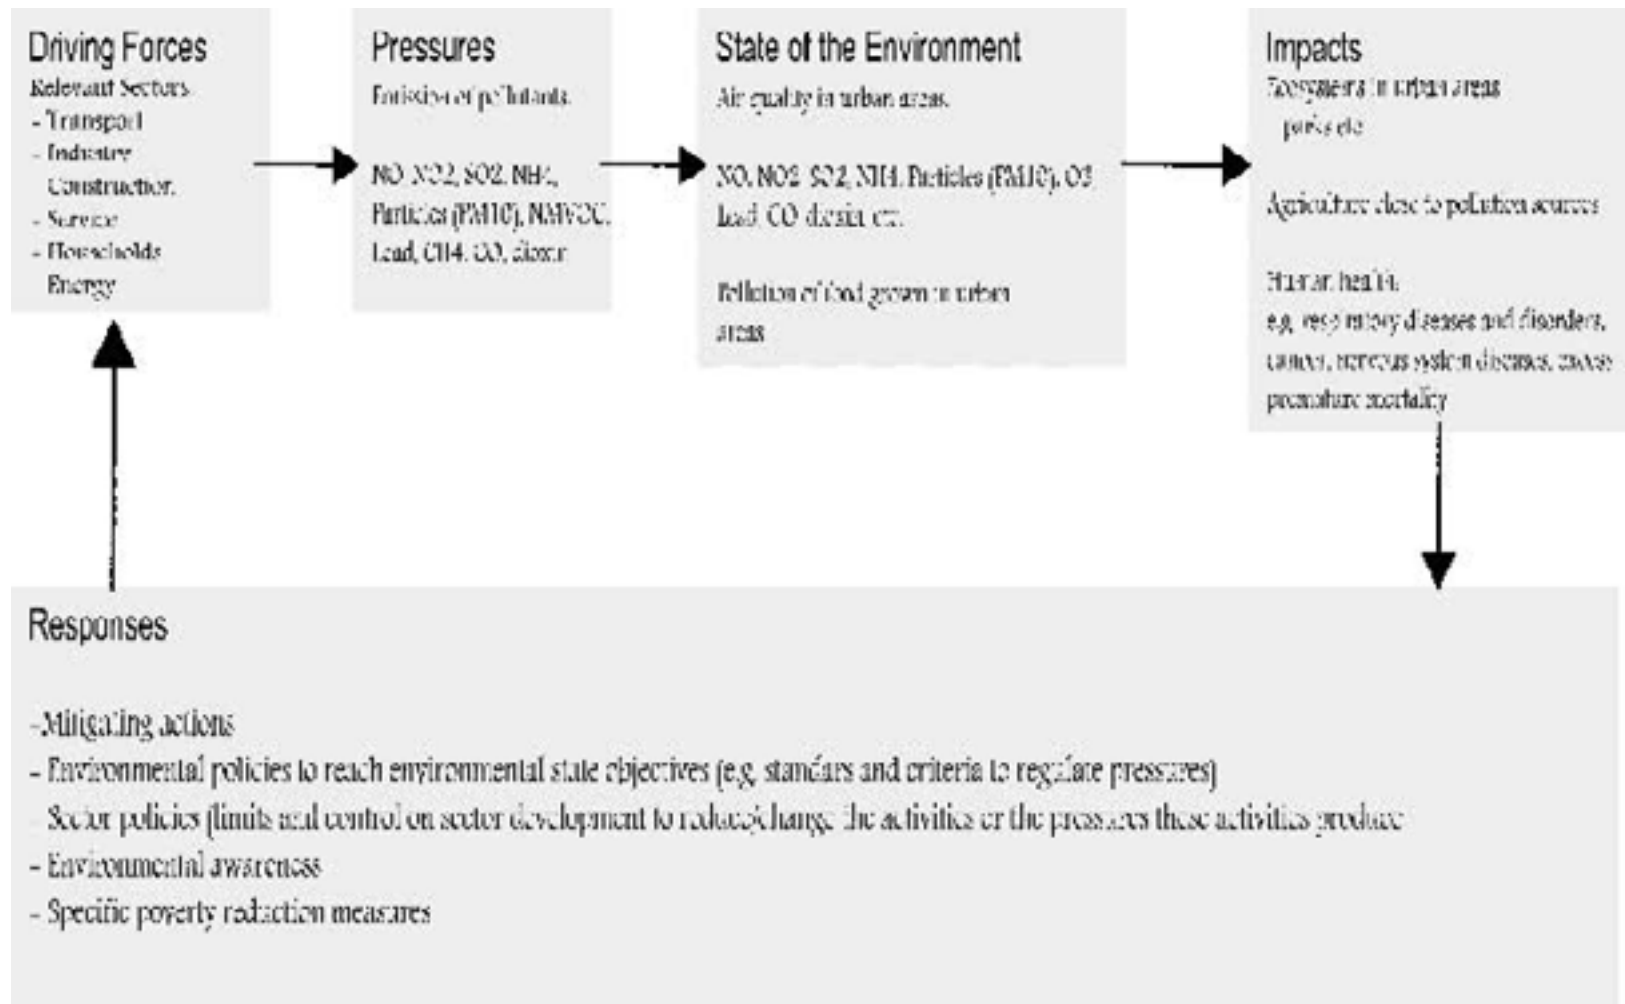 Driving Forces
Relevant Sectors
- Transport
- Industry
Construction
- Service
- Households
Energy
Pressures
Emission of pollutants.
NO, NO2, SO2, NH4,
Particles (PM10), NMVOC,
Lead, CH4, CO, dioxin
State of the Environment
Air quality in urban areas.
NO, NO2, SO2, NH4, Particles (PM10), O3
Lead, CO, dioxin, etc.
Pollution of food grown in urban
areas
Impacts
Ecosystems in urban areas
parks etc
Agriculture close to pollution sources
Human health.
e.g. respiratory diseases and disorders,
cancer, nervous system diseases, excess
premature mortality
Responses
-Mitigating actions
- Environmental policies to reach environmental state objectives (e.g. standars and criteria to regulate pressures)
Sector policies (limits and control on sector development to reduce/change the activities or the pressures these activities produce
- Environmental awareness
- Specific poverty reduction measures